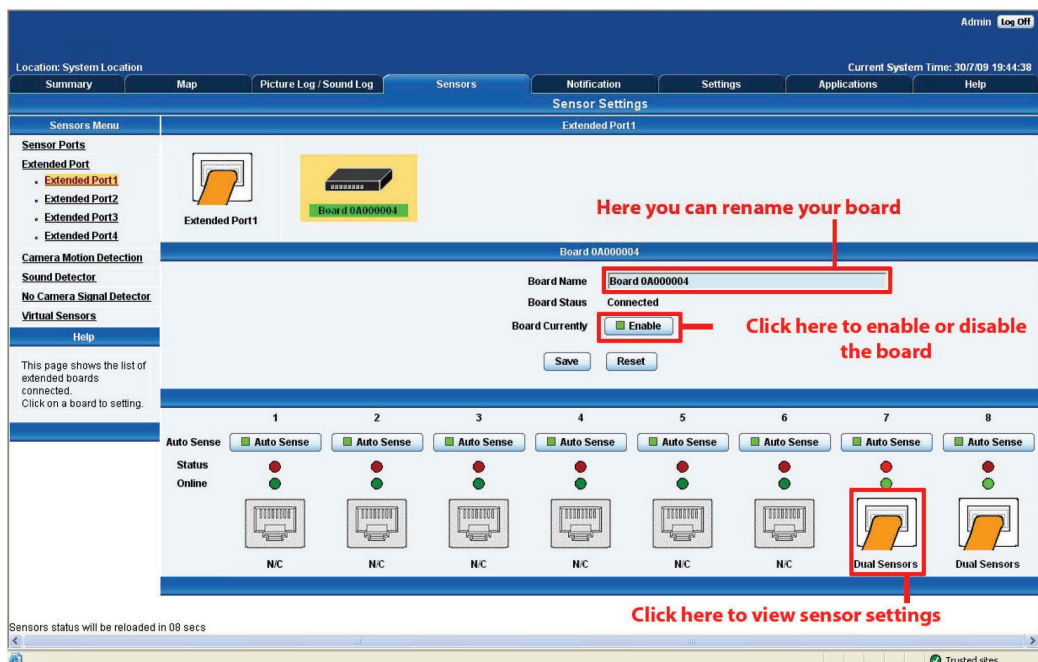 Admin Log Off
Location: System Location
Current System Time: 30/7/09 19:44:38
Summary Map Picture Log / Sound Log Sensors Notification Settings Applications Help
Sensor Settings
Sensors Menu
Extended Port1
Sensor Ports
Extended Port
Extended Port1
Extended Port2
Extended Port3
Extended Port4
Camera Motion Detection
Sound Detector
No Camera Signal Detector
Virtual Sensors
Help
This page shows the list of
extended boards
connected.
Click on a board to setting.
Extended Port1
Board 0A000004
Here you can rename your board
Board 0A000004
Board Name Board 0A000004
Board Staus Connected
Board Currently Enable
Click here to enable or disable
the board
Save Reset
1 2 3 4 5 6 7 8
Auto Sense Auto Sense Auto Sense Auto Sense Auto Sense Auto Sense Auto Sense Auto Sense Auto Sense
Status
Online
N/C N/C N/C N/C N/C N/C Dual Sensors Dual Sensors
Click here to view sensor settings
Sensors status will be reloaded in 08 secs
Trusted sites